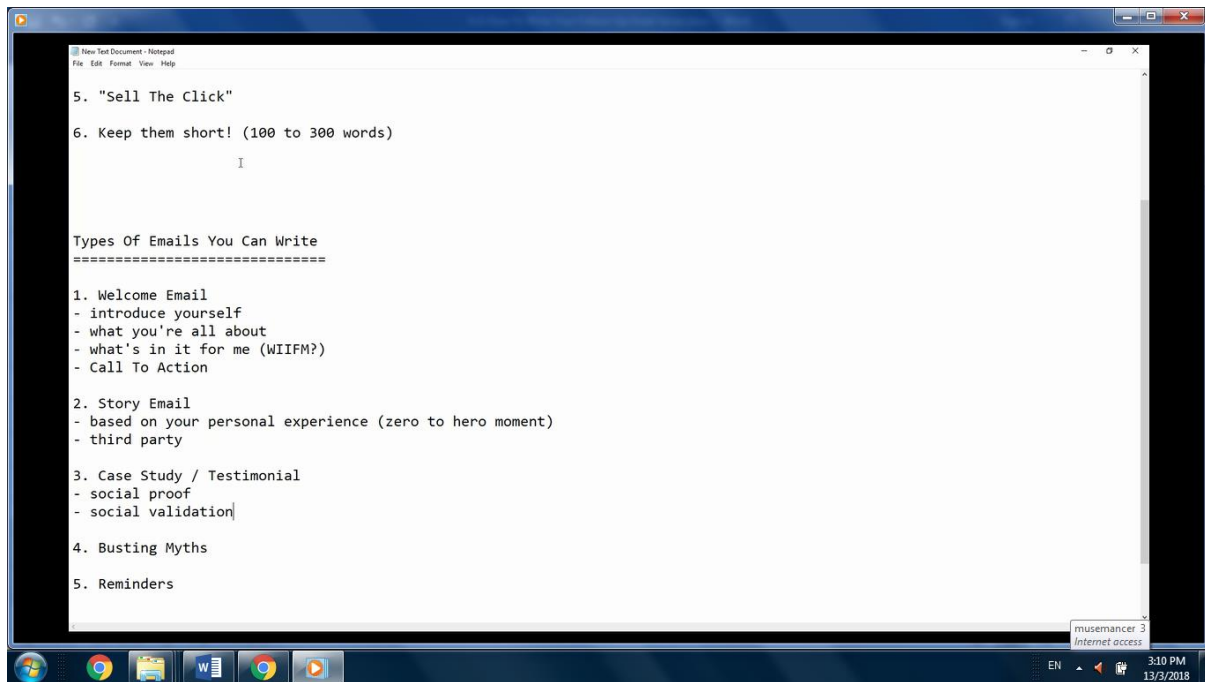 New Text Document - Notepad
File Edit Format View Help
5. "Sell The Click"
6. Keep them short! (100 to 300 words)
Types Of Emails You Can Write
==============================
1. Welcome Email
- introduce yourself
- what you're all about
- what's in it for me (WIIFM?)
- Call To Action
2. Story Email
- based on your personal experience (zero to hero moment)
- third party
3. Case Study / Testimonial
- social proof
- social validation
4. Busting Myths
5. Reminders
musemancer 3
Internet access
EN
3:10 PM
13/3/2018